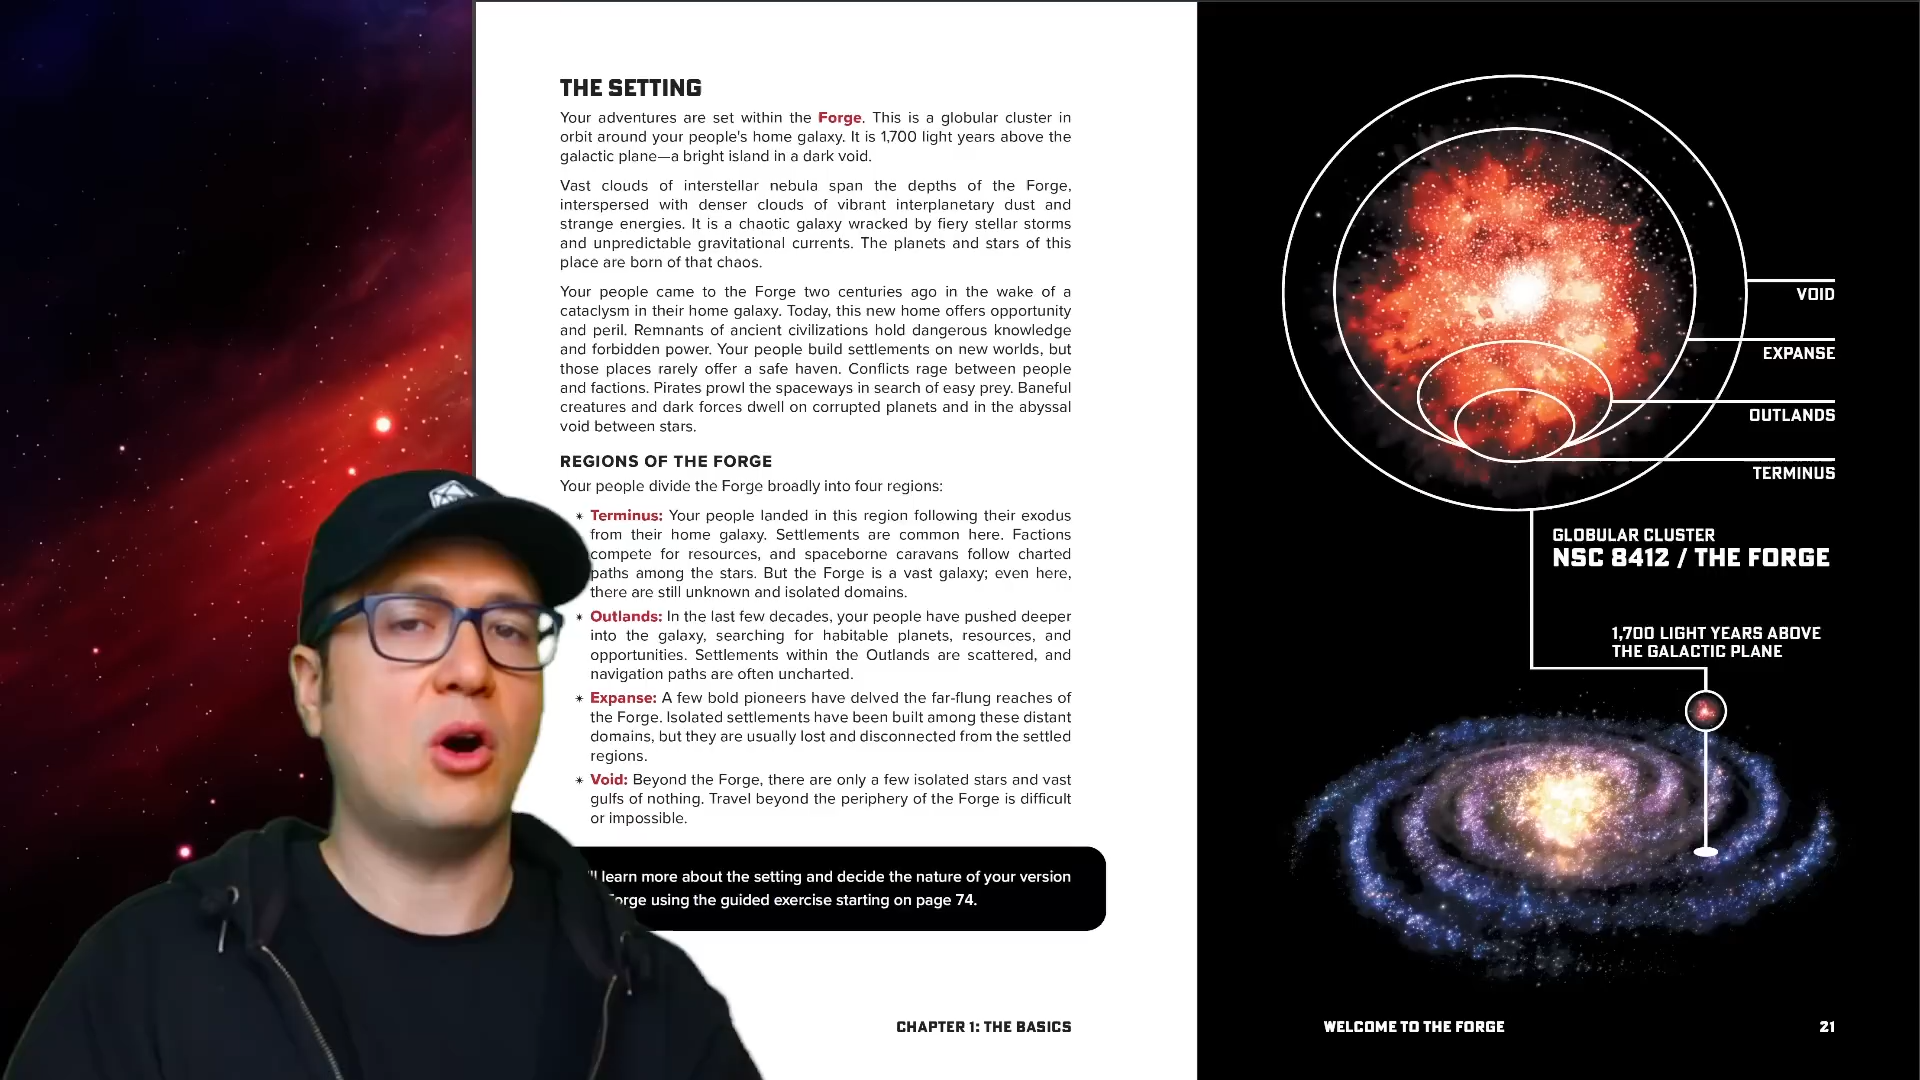 THE SETTING
Your adventures are set within the Forge. This is a globular cluster in
orbit around your people's home galaxy. It is 1,700 light years above the
galactic plane—a bright island in a dark void.
Vast clouds of interstellar nebula span the depths of the Forge,
interspersed with denser clouds of vibrant interplanetary dust and
strange energies. It is a chaotic galaxy wracked by fiery stellar storms
and unpredictable gravitational currents. The planets and stars of this
place are born of that chaos.
Your people came to the Forge two centuries ago in the wake of a
cataclysm in their home galaxy. Today, this new home offers opportunity
and peril. Remnants of ancient civilizations hold dangerous knowledge
and forbidden power. Your people build settlements on new worlds, but
those places rarely offer a safe haven. Conflicts rage between people
and factions. Pirates prowl the spaceways in search of easy prey. Baneful
creatures and dark forces dwell on corrupted planets and in the abyssal
void between stars.
REGIONS OF THE FORGE
Your people divide the Forge broadly into four regions:
✴ Terminus: Your people landed in this region following their exodus
from their home galaxy. Settlements are common here. Factions
compete for resources, and spaceborne caravans follow charted
paths among the stars. But the Forge is a vast galaxy; even here,
there are still unknown and isolated domains.
✴ Outlands: In the last few decades, your people have pushed deeper
into the galaxy, searching for habitable planets, resources, and
opportunities. Settlements within the Outlands are scattered, and
navigation paths are often uncharted.
✴ Expanse: A few bold pioneers have delved the far-flung reaches of
the Forge. Isolated settlements have been built among these distant
domains, but they are usually lost and disconnected from the settled
regions.
✴ Void: Beyond the Forge, there are only a few isolated stars and vast
gulfs of nothing. Travel beyond the periphery of the Forge is difficult
or impossible.
learn more about the setting and decide the nature of your version
Forge using the guided exercise starting on page 74.
CHAPTER 1: THE BASICS
VOID
EXPANSE
OUTLANDS
TERMINUS
GLOBULAR CLUSTER
NSC 8412 / THE FORGE
1,700 LIGHT YEARS ABOVE
THE GALACTIC PLANE
WELCOME TO THE FORGE
21